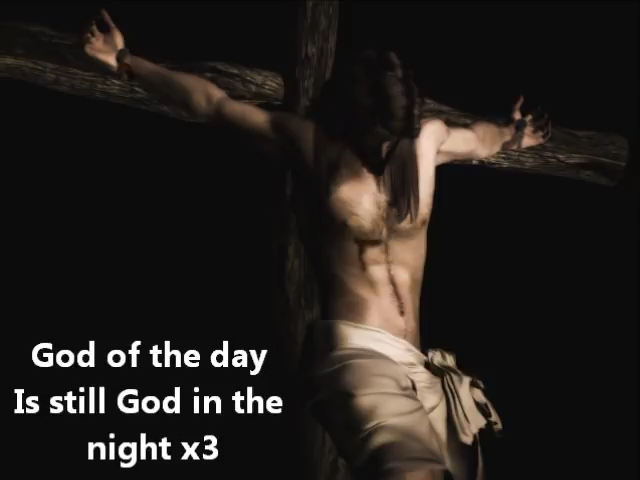 God of the day
Is still God in the
night x3